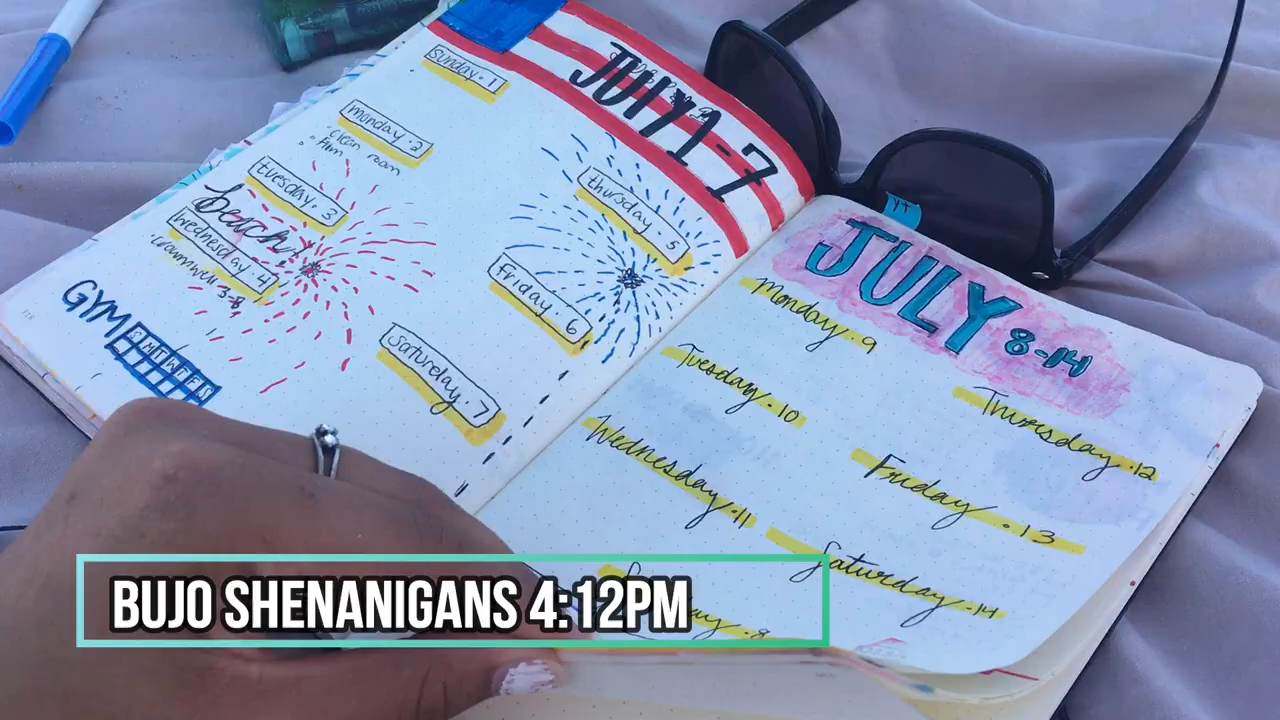 JULY 1-7
sunday . 1
monday . 2
clean room
tuesday . 3
beach!
wednesday . 4
thursday . 5
friday . 6
saturday . 7
GYM
S M T W T F S
JULY 8-14
Monday . 9
Tuesday . 10
Wednesday . 11
Thursday . 12
Friday . 13
Saturday . 14
BUJO SHENANIGANS 4:12PM